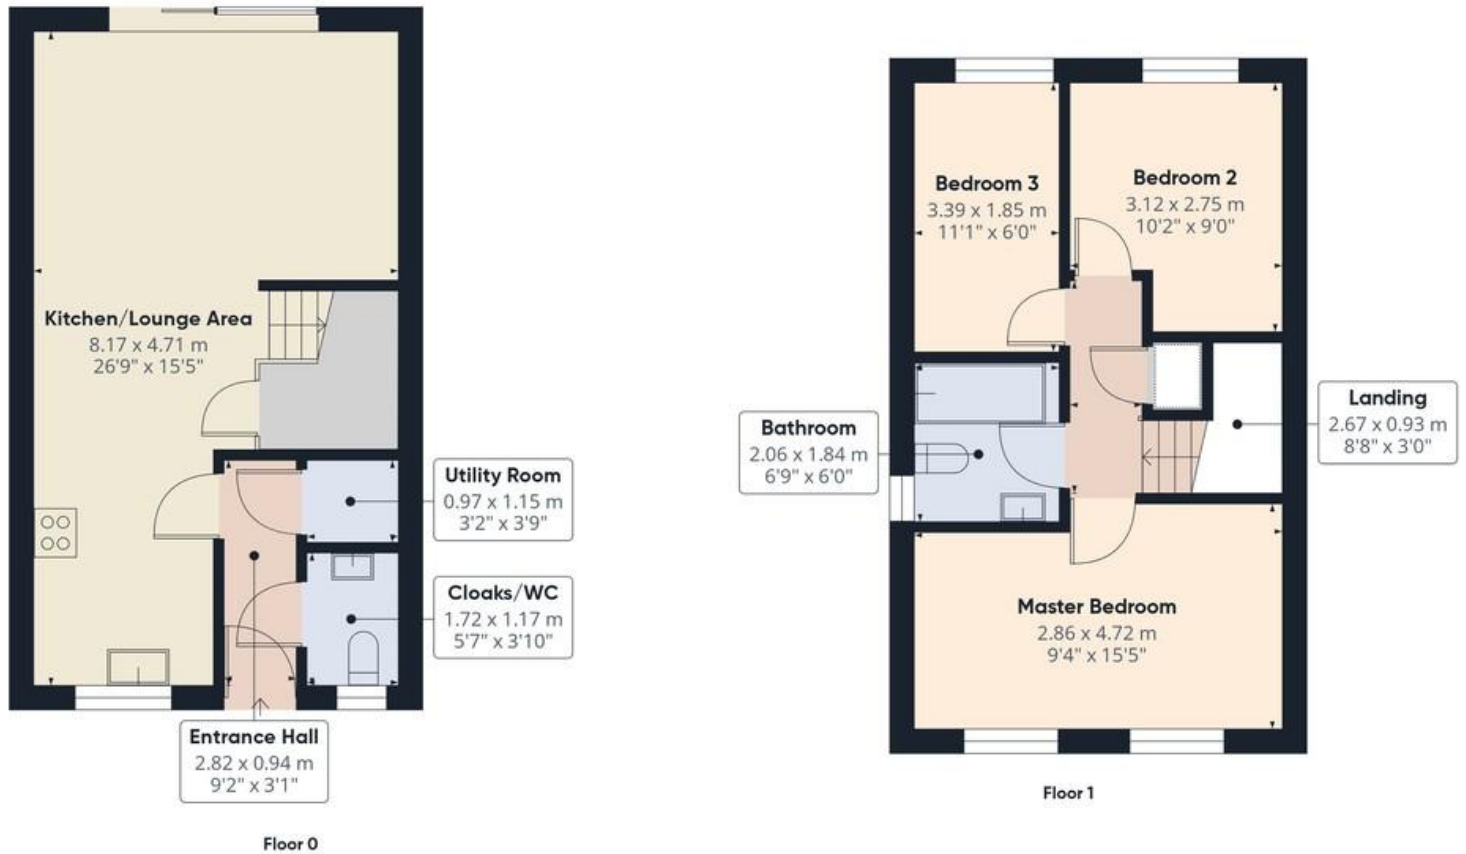 Kitchen/Lounge Area
8.17 x 4.71 m
26'9" x 15'5"
Utility Room
0.97 x 1.15 m
3'2" x 3'9"
Cloaks/WC
1.72 x 1.17 m
5'7" x 3'10"
Entrance Hall
2.82 x 0.94 m
9'2" x 3'1"
Floor 0
Bedroom 3
3.39 x 1.85 m
11'1" x 6'0"
Bedroom 2
3.12 x 2.75 m
10'2" x 9'0"
Bathroom
2.06 x 1.84 m
6'9" x 6'0"
Landing
2.67 x 0.93 m
8'8" x 3'0"
Master Bedroom
2.86 x 4.72 m
9'4" x 15'5"
Floor 1